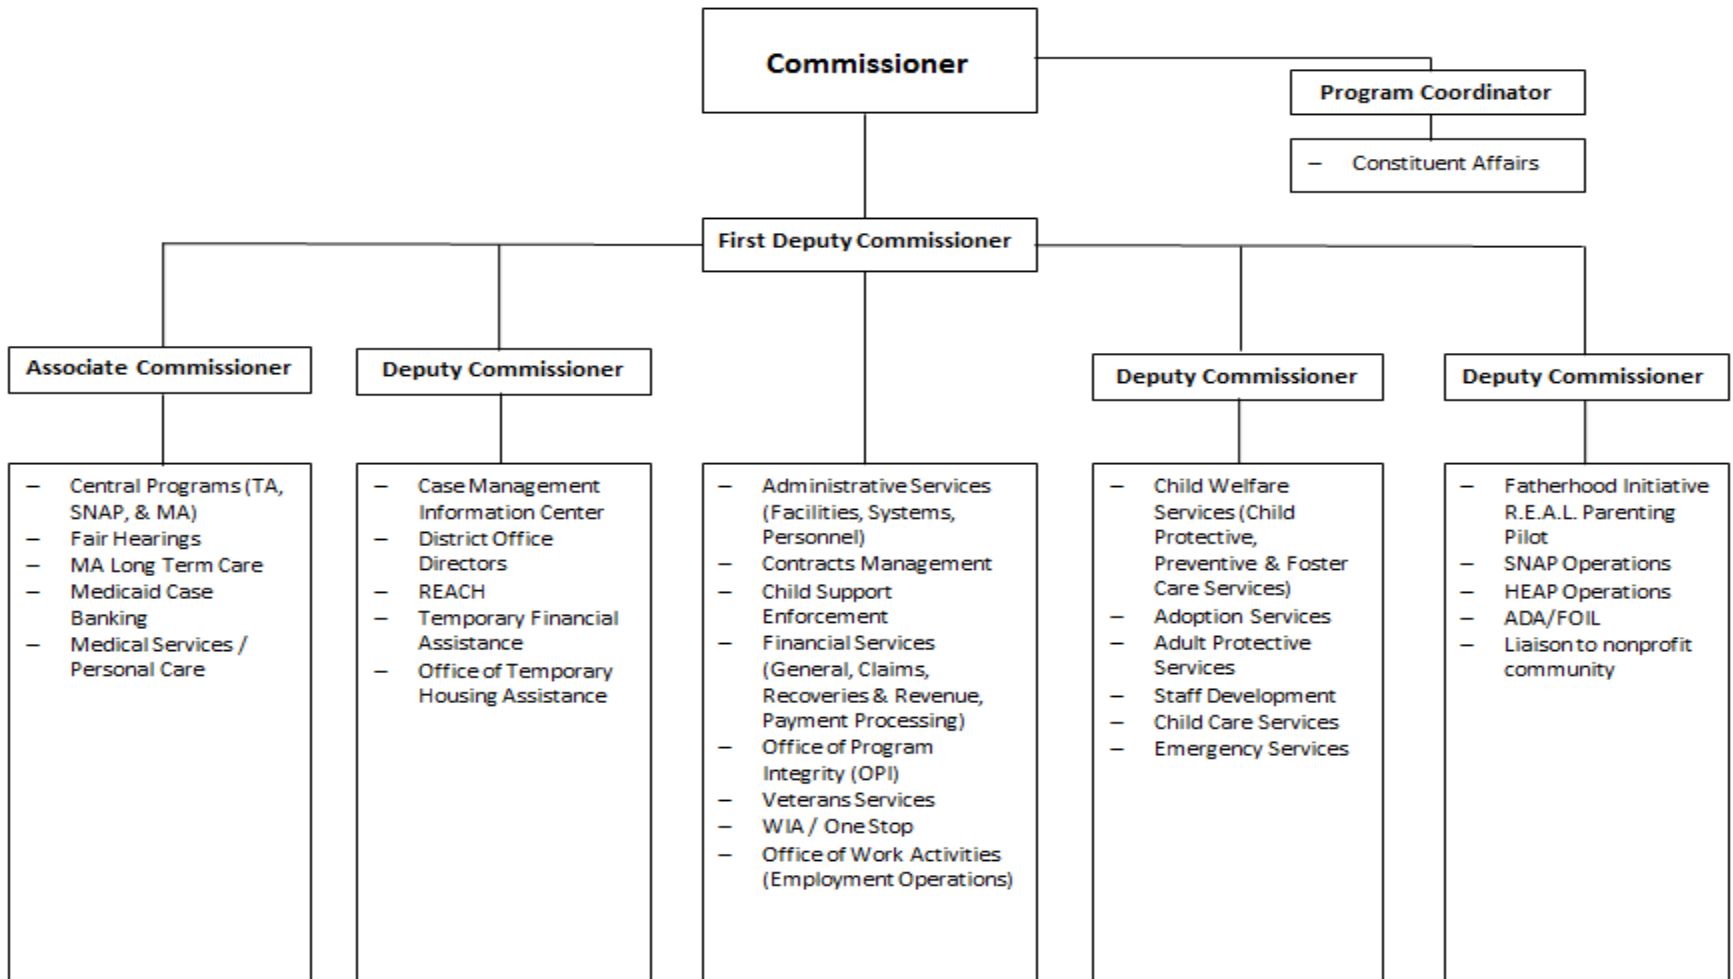 Commissioner
Program Coordinator
– Constituent Affairs
First Deputy Commissioner
Associate Commissioner
Deputy Commissioner
Deputy Commissioner
Deputy Commissioner
– Central Programs (TA,
SNAP, & MA)
– Fair Hearings
– MA Long Term Care
– Medicaid Case
Banking
– Medical Services /
Personal Care
– Case Management
Information Center
– District Office
Directors
– REACH
– Temporary Financial
Assistance
– Office of Temporary
Housing Assistance
– Administrative Services
(Facilities, Systems,
Personnel)
– Contracts Management
– Child Support
Enforcement
– Financial Services
(General, Claims,
Recoveries & Revenue,
Payment Processing)
– Office of Program
Integrity (OPI)
– Veterans Services
– WIA / One Stop
– Office of Work Activities
(Employment Operations)
– Child Welfare
Services (Child
Protective,
Preventive & Foster
Care Services)
– Adoption Services
– Adult Protective
Services
– Staff Development
– Child Care Services
– Emergency Services
– Fatherhood Initiative
R.E.A.L. Parenting
Pilot
– SNAP Operations
– HEAP Operations
– ADA/FOIL
– Liaison to nonprofit
community